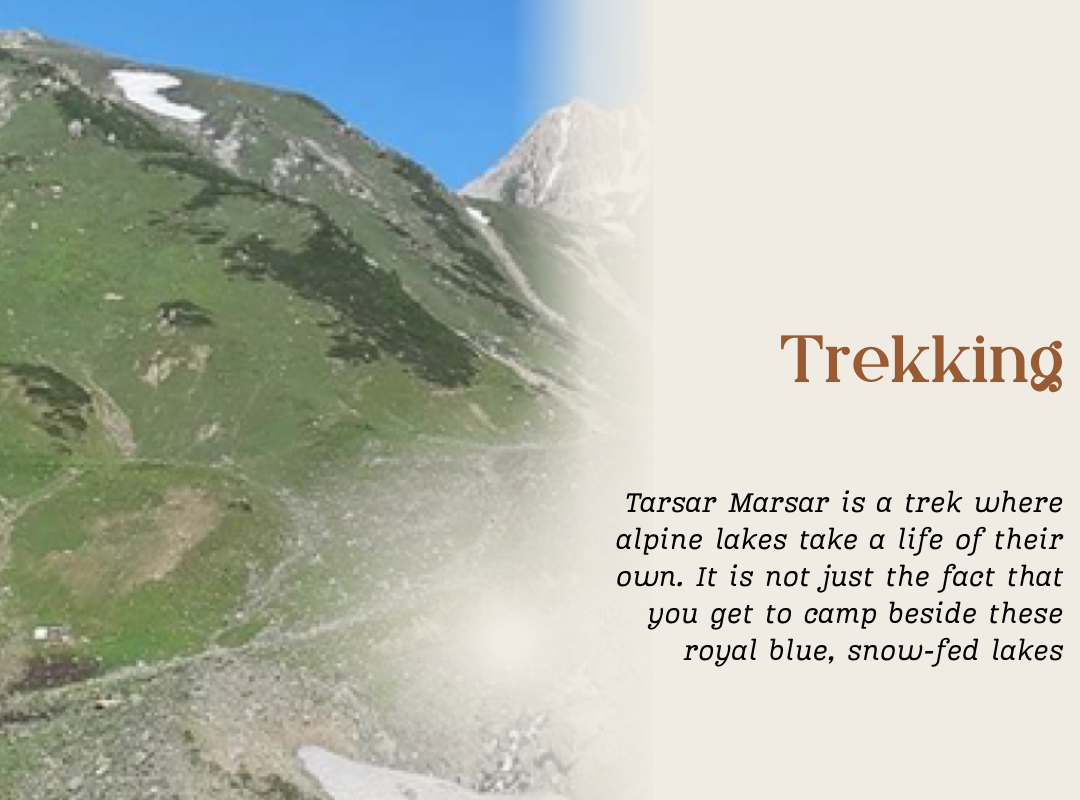 Trekking
Tarsar Marsar is a trek where
alpine lakes take a life of their
own. It is not just the fact that
you get to camp beside these
royal blue, snow-fed lakes